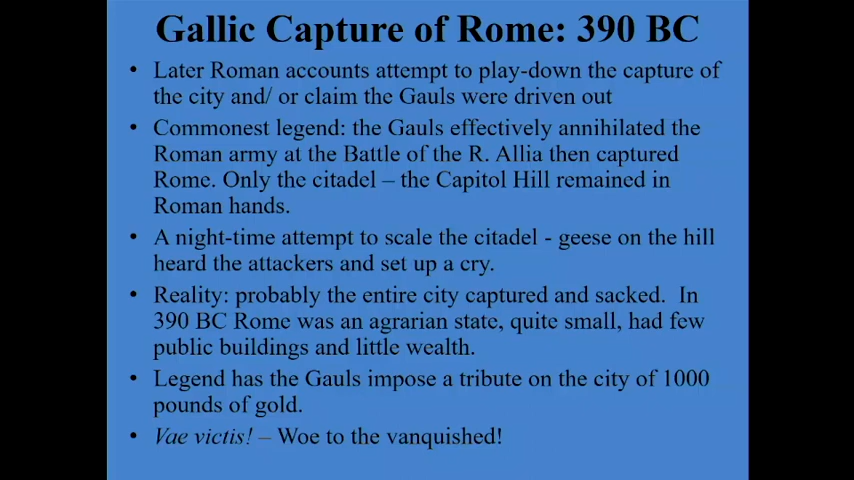 Gallic Capture of Rome: 390 BC
• Later Roman accounts attempt to play-down the capture of
the city and/ or claim the Gauls were driven out
• Commonest legend: the Gauls effectively annihilated the
Roman army at the Battle of the R. Allia then captured
Rome. Only the citadel – the Capitol Hill remained in
Roman hands.
• A night-time attempt to scale the citadel - geese on the hill
heard the attackers and set up a cry.
• Reality: probably the entire city captured and sacked.  In
390 BC Rome was an agrarian state, quite small, had few
public buildings and little wealth.
• Legend has the Gauls impose a tribute on the city of 1000
pounds of gold.
• Vae victis! – Woe to the vanquished!